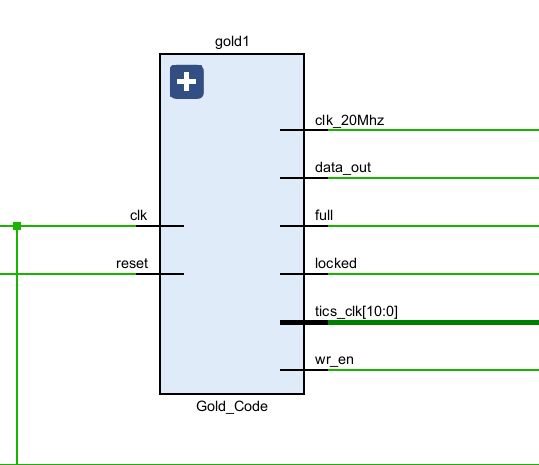 gold1
clk_20Mhz
data_out
clk
full
reset
locked
tics_clk[10:0]
wr_en
Gold_Code